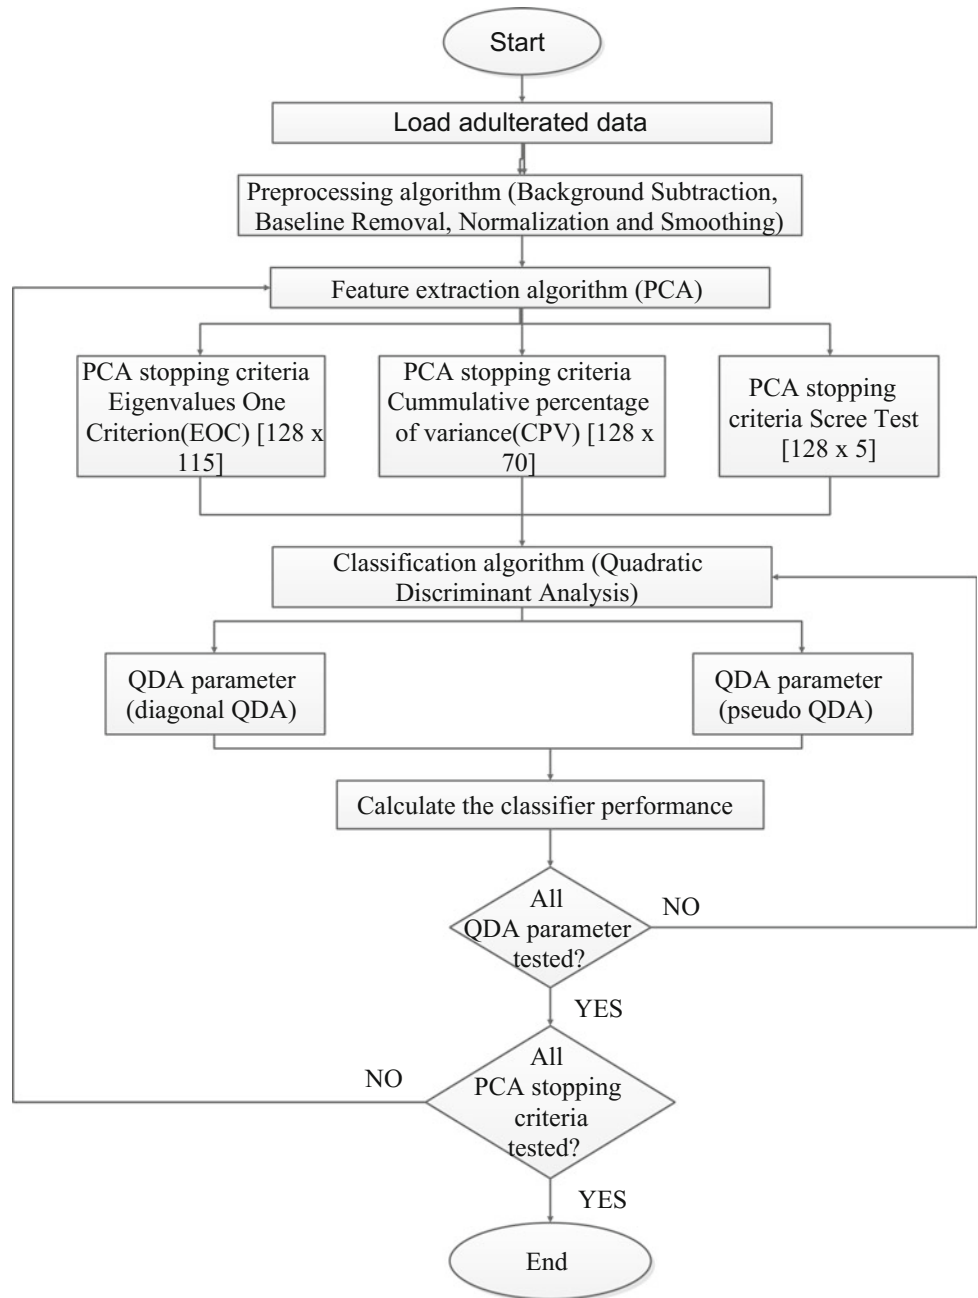 Start
Load adulterated data
Preprocessing algorithm (Background Subtraction,
Baseline Removal, Normalization and Smoothing)
Feature extraction algorithm (PCA)
PCA stopping criteria
Eigenvalues One
Criterion(EOC) [128 x
115]
PCA stopping criteria
Cummulative percentage
of variance(CPV) [128 x
70]
PCA stopping
criteria Scree Test
[128 x 5]
Classification algorithm (Quadratic
Discriminant Analysis)
QDA parameter
(diagonal QDA)
QDA parameter
(pseudo QDA)
Calculate the classifier performance
All
QDA parameter
tested?
NO
YES
All
PCA stopping
criteria
tested?
NO
YES
End